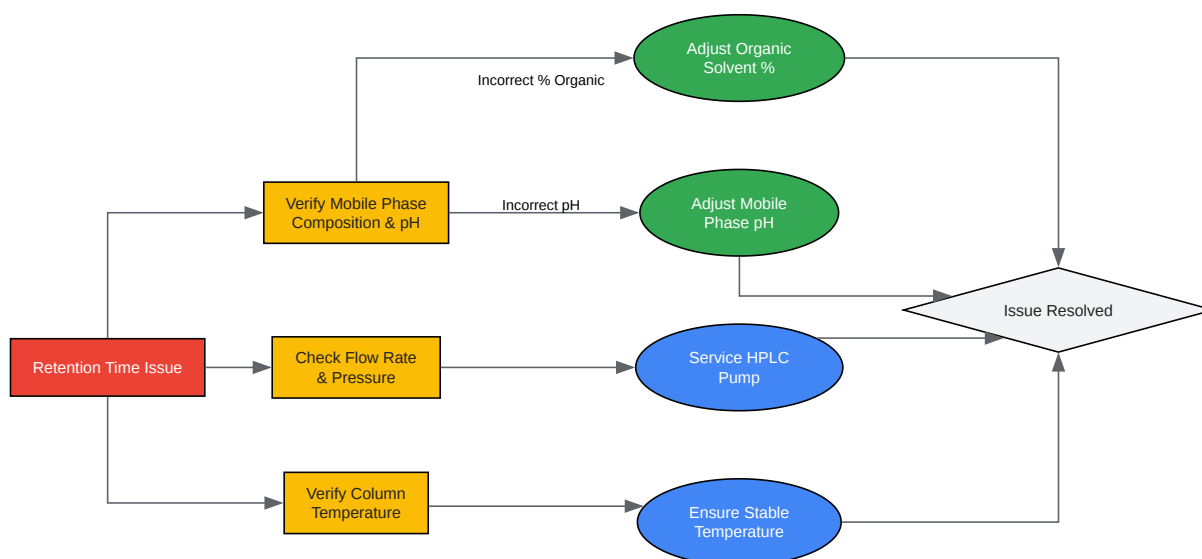 Adjust Organic
Solvent %
Incorrect % Organic
Verify Mobile Phase
Composition & pH
Incorrect pH
Adjust Mobile
Phase pH
Issue Resolved
Retention Time Issue
Check Flow Rate
& Pressure
Service HPLC
Pump
Verify Column
Temperature
Ensure Stable
Temperature